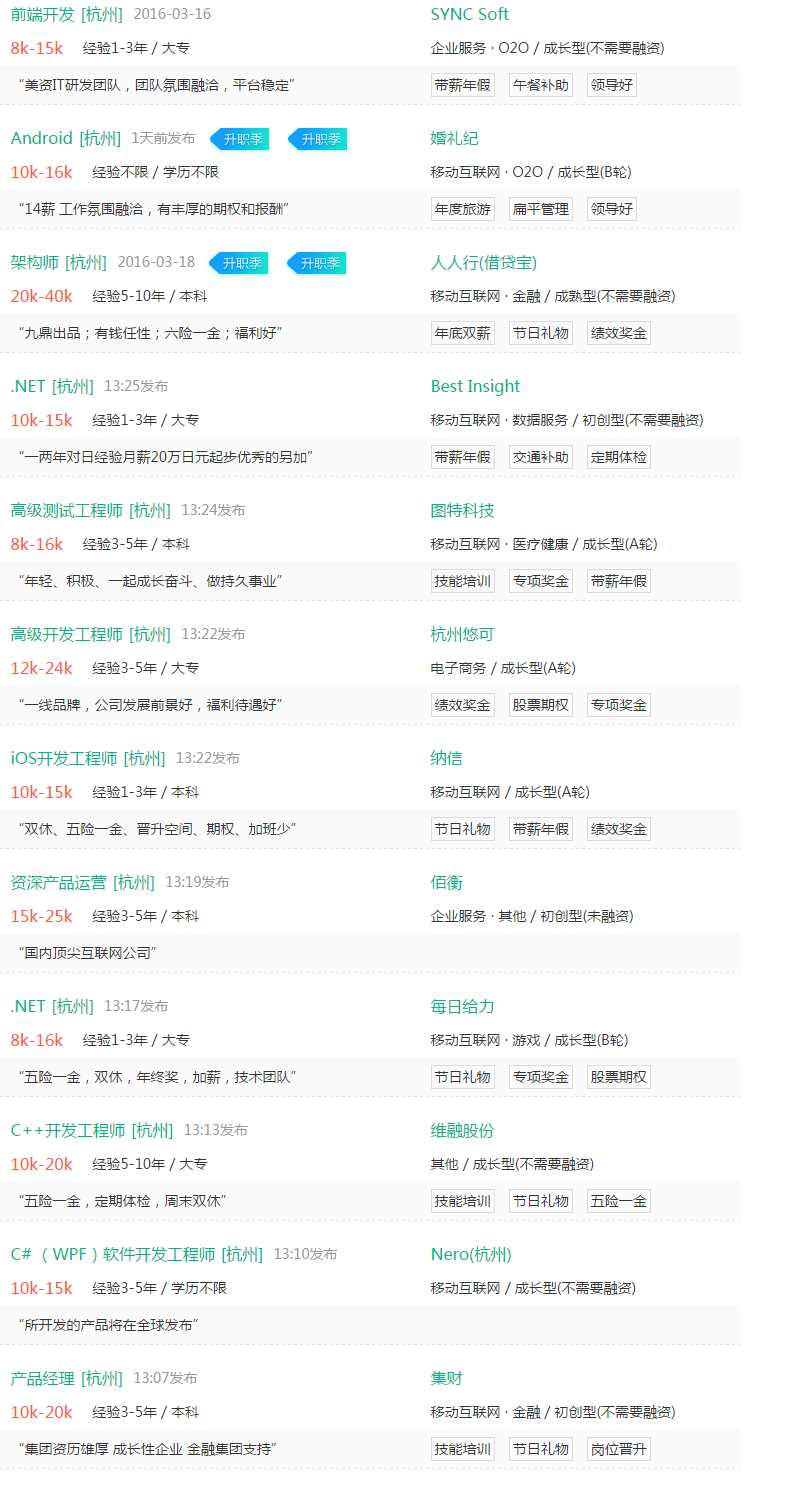 前端开发 [杭州] 2016-03-16 SYNC Soft
8k-15k 经验1-3年 / 大专 企业服务 · O2O / 成长型(不需要融资)
“美资IT研发团队，团队氛围融洽，平台稳定” 带薪年假 午餐补助 领导好
Android [杭州] 1天前发布 升职季 升职季 婚礼纪
10k-16k 经验不限 / 学历不限 移动互联网 · O2O / 成长型(B轮)
“14薪 工作氛围融洽，有丰厚的期权和报酬” 年度旅游 扁平管理 领导好
架构师 [杭州] 2016-03-18 升职季 升职季 人人行(借贷宝)
20k-40k 经验5-10年 / 本科 移动互联网 · 金融 / 成熟型(不需要融资)
“九鼎出品；有钱任性；六险一金；福利好” 年底双薪 节日礼物 绩效奖金
.NET [杭州] 13:25发布 Best Insight
10k-15k 经验1-3年 / 大专 移动互联网 · 数据服务 / 初创型(不需要融资)
“一两年对日经验月薪20万日元起步优秀的另加” 带薪年假 交通补助 定期体检
高级测试工程师 [杭州] 13:24发布 图特科技
8k-16k 经验3-5年 / 本科 移动互联网 · 医疗健康 / 成长型(A轮)
“年轻、积极、一起成长奋斗、做持久事业” 技能培训 专项奖金 带薪年假
高级开发工程师 [杭州] 13:22发布 杭州悠可
12k-24k 经验3-5年 / 大专 电子商务 / 成长型(A轮)
“一线品牌，公司发展前景好，福利待遇好” 绩效奖金 股票期权 专项奖金
iOS开发工程师 [杭州] 13:22发布 纳信
10k-15k 经验1-3年 / 本科 移动互联网 / 成长型(A轮)
“双休、五险一金、晋升空间、期权、加班少” 节日礼物 带薪年假 绩效奖金
资深产品运营 [杭州] 13:19发布 佰衡
15k-25k 经验3-5年 / 本科 企业服务 · 其他 / 初创型(未融资)
“国内顶尖互联网公司”
.NET [杭州] 13:17发布 每日给力
8k-16k 经验1-3年 / 大专 移动互联网 · 游戏 / 成长型(B轮)
“五险一金，双休，年终奖，加薪，技术团队” 节日礼物 专项奖金 股票期权
C++开发工程师 [杭州] 13:13发布 维融股份
10k-20k 经验5-10年 / 大专 其他 / 成长型(不需要融资)
“五险一金，定期体检，周末双休” 技能培训 节日礼物 五险一金
C# （WPF）软件开发工程师 [杭州] 13:10发布 Nero(杭州)
10k-15k 经验3-5年 / 学历不限 移动互联网 / 成长型(不需要融资)
“所开发的产品将在全球发布”
产品经理 [杭州] 13:07发布 集财
10k-20k 经验3-5年 / 本科 移动互联网 · 金融 / 初创型(不需要融资)
“集团资历雄厚 成长性企业 金融集团支持” 技能培训 节日礼物 岗位晋升